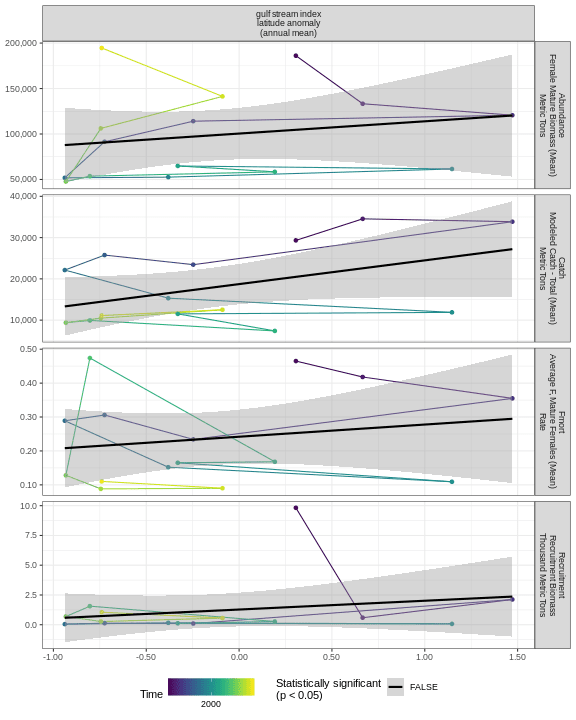 gulf stream index
latitude anomaly
(annual mean)
200,000
150,000
100,000
50,000
Abundance
Female Mature Biomass (Mean)
Metric Tons
40,000
30,000
20,000
10,000
Catch
Modeled Catch - Total (Mean)
Metric Tons
0.50
0.40
0.30
0.20
0.10
Fmort
Average F, Mature Females (Mean)
Rate
10.0
7.5
5.0
2.5
0.0
Recruitment
Recruitment Biomass
Thousand Metric Tons
-1.00 -0.50 0.00 0.50 1.00 1.50
Time
2000
Statistically significant
(p < 0.05)
FALSE